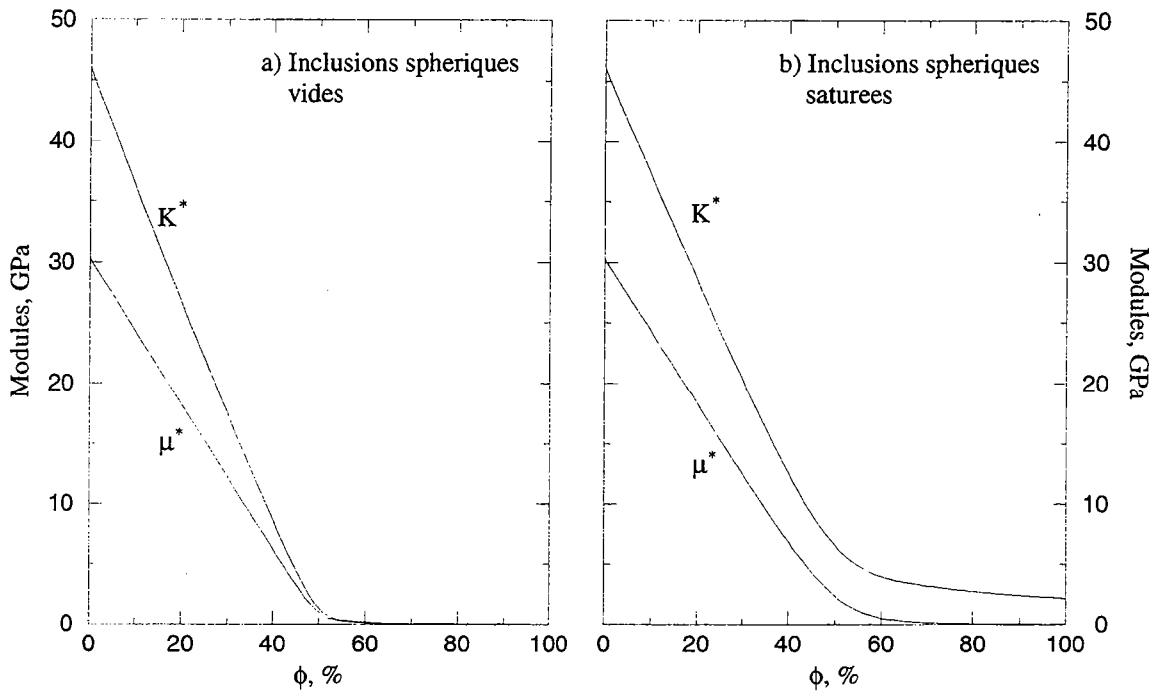 50
40
30
20
10
0
Modules, GPa
a) Inclusions spheriques
vides
K*
μ*
0 20 40 60 80 100
ϕ, %
b) Inclusions spheriques
saturees
K*
μ*
0 20 40 60 80 100
ϕ, %
50
40
30
20
10
0
Modules, GPa